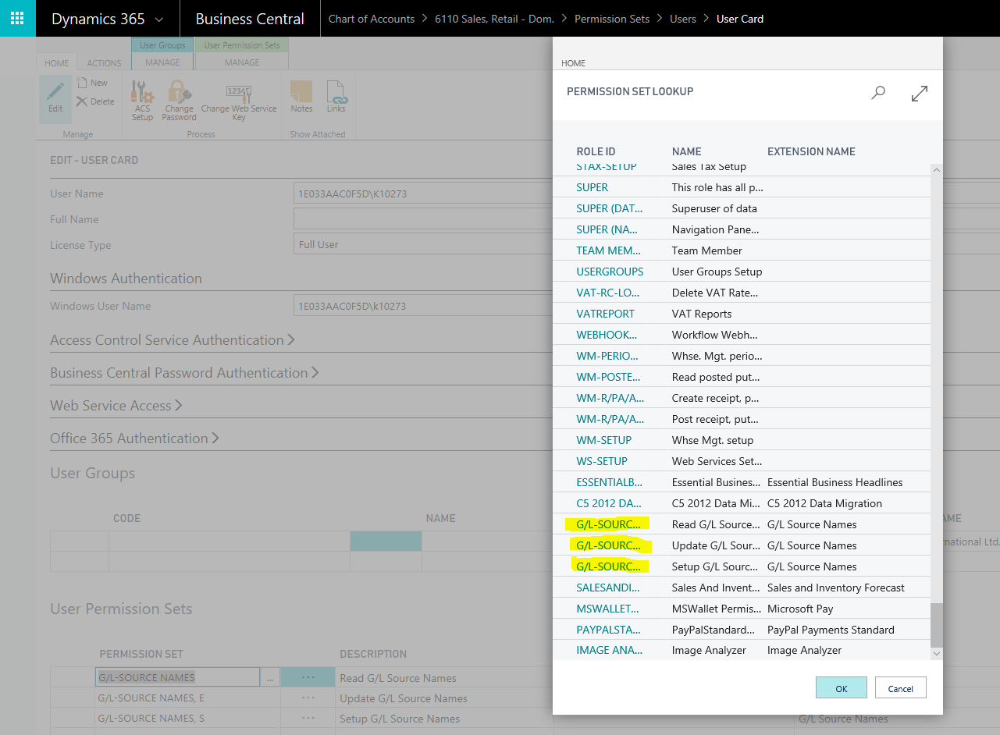 Dynamics 365
Business Central
Chart of Accounts > 6110 Sales, Retail - Dom. > Permission Sets > Users > User Card
User Groups
User Permission Sets
HOME
ACTIONS
MANAGE
MANAGE
Edit
New
Delete
Manage
ACS Setup
Change Password
Change Web Service Key
Process
Notes
Links
Show Attached
EDIT - USER CARD
User Name
1E033AAC0F5D\K10273
Full Name
License Type
Full User
Windows Authentication
Windows User Name
1E033AAC0F5D\k10273
Access Control Service Authentication
Business Central Password Authentication
Web Service Access
Office 365 Authentication
User Groups
CODE
NAME
AME
rnational Ltd.
User Permission Sets
PERMISSION SET
DESCRIPTION
G/L-SOURCE NAMES ... ··· Read G/L Source Names
G/L-SOURCE NAMES, E ··· Update G/L Source Names
G/L-SOURCE NAMES, S ··· Setup G/L Source Names
G/L Source Names
HOME
PERMISSION SET LOOKUP
ROLE ID NAME EXTENSION NAME
STAX-SETUP Sales Tax Setup
SUPER This role has all p...
SUPER (DAT... Superuser of data
SUPER (NA... Navigation Pane...
TEAM MEM... Team Member
USERGROUPS User Groups Setup
VAT-RC-LO... Delete VAT Rate...
VATREPORT VAT Reports
WEBHOOK... Workflow Webh...
WM-PERIO... Whse. Mgt. perio...
WM-POSTE... Read posted put...
WM-R/PA/A... Create receipt, p...
WM-R/PA/A... Post receipt, put...
WM-SETUP Whse Mgt. setup
WS-SETUP Web Services Set...
ESSENTIALB... Essential Busines... Essential Business Headlines
C5 2012 DA... C5 2012 Data Mi... C5 2012 Data Migration
G/L-SOURC... Read G/L Source... G/L Source Names
G/L-SOURC... Update G/L Sour... G/L Source Names
G/L-SOURC... Setup G/L Sourc... G/L Source Names
SALESANDI... Sales And Invent... Sales and Inventory Forecast
MSWALLET... MSWallet Permis... Microsoft Pay
PAYPALSTA... PayPalStandard... PayPal Payments Standard
IMAGE ANA... Image Analyzer Image Analyzer
OK
Cancel